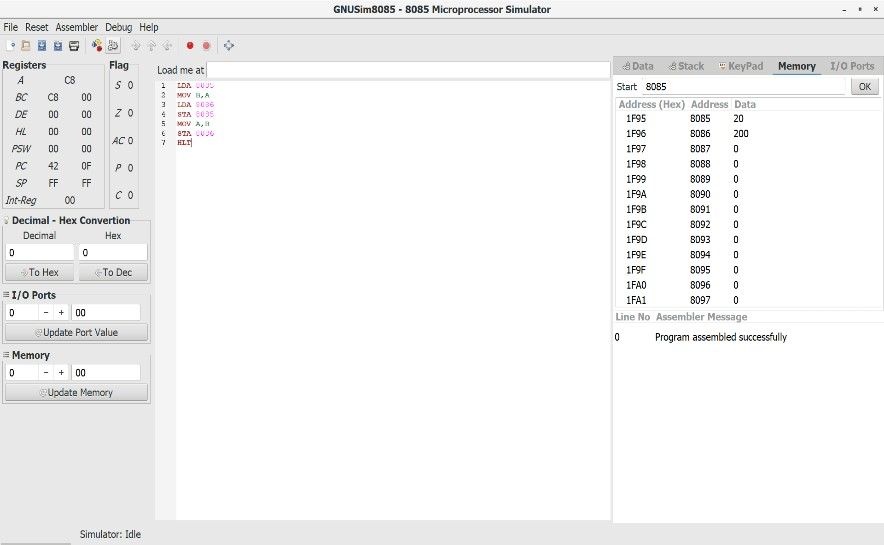 GNUSim8085 - 8085 Microprocessor Simulator
File Reset Assembler Debug Help
Registers
A C8
BC C8 00
DE 00 00
HL 00 00
PSW 00 00
PC 42 0F
SP FF FF
Int-Reg 00
Flag
S 0
Z 0
AC 0
P 0
C 0
Decimal - Hex Convertion
Decimal Hex
0 0
To Hex To Dec
I/O Ports
0 - + 00
Update Port Value
Memory
0 - + 00
Update Memory
Load me at
1 LDA 8085
2 MOV B,A
3 LDA 8086
4 STA 8085
5 MOV A,B
6 STA 8086
7 HLT
Data Stack KeyPad Memory I/O Ports
Start 8085 OK
Address (Hex) Address Data
1F95 8085 20
1F96 8086 200
1F97 8087 0
1F98 8088 0
1F99 8089 0
1F9A 8090 0
1F9B 8091 0
1F9C 8092 0
1F9D 8093 0
1F9E 8094 0
1F9F 8095 0
1FA0 8096 0
1FA1 8097 0
Line No Assembler Message
0 Program assembled successfully
Simulator: Idle